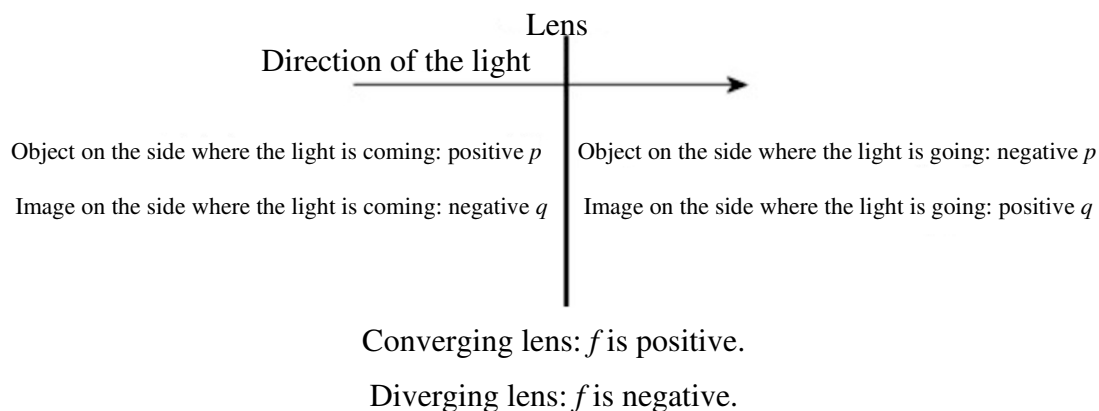 Lens
Direction of the light
Object on the side where the light is coming: positive p
Object on the side where the light is going: negative p
Image on the side where the light is coming: negative q
Image on the side where the light is going: positive q
Converging lens: f is positive.
Diverging lens: f is negative.